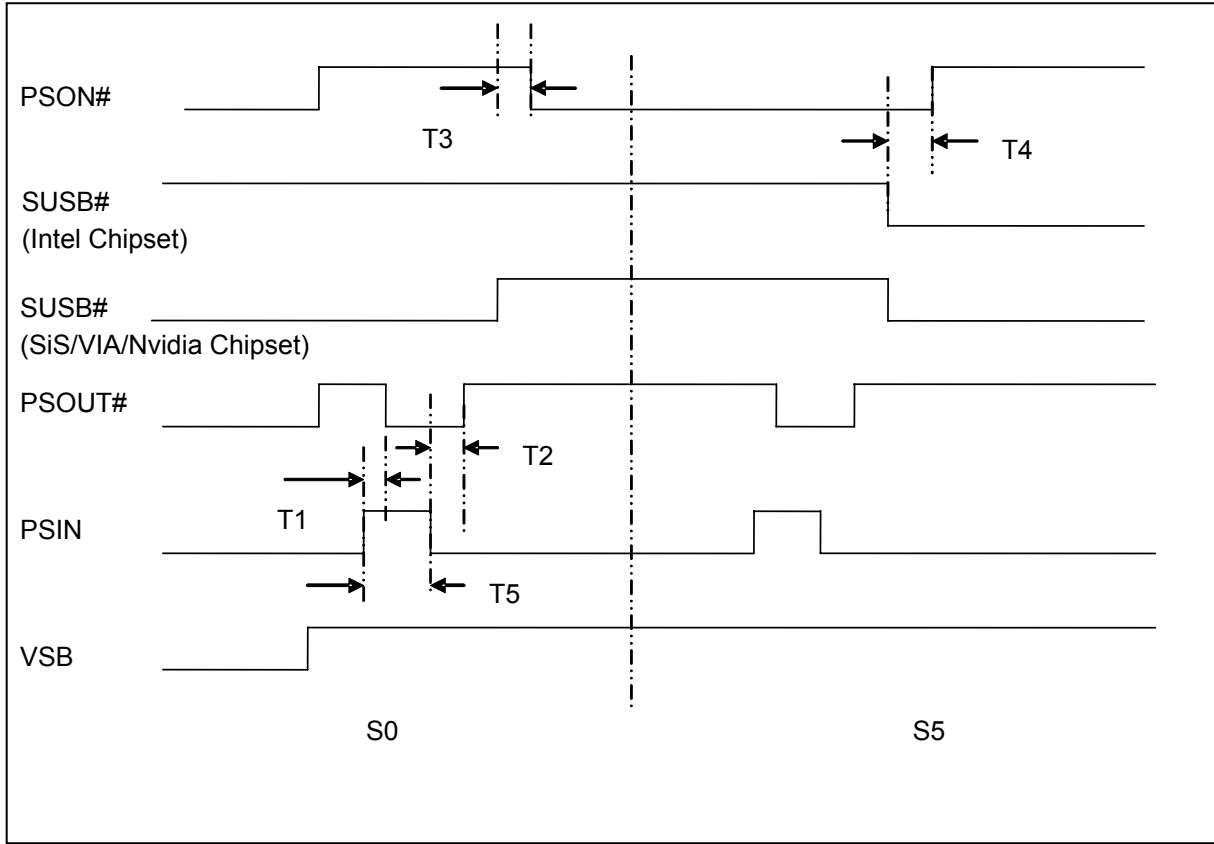 PSON#
T3
T4
SUSB#
(Intel Chipset)
SUSB#
(SiS/VIA/Nvidia Chipset)
PSOUT#
T2
T1
PSIN
T5
VSB
S0
S5